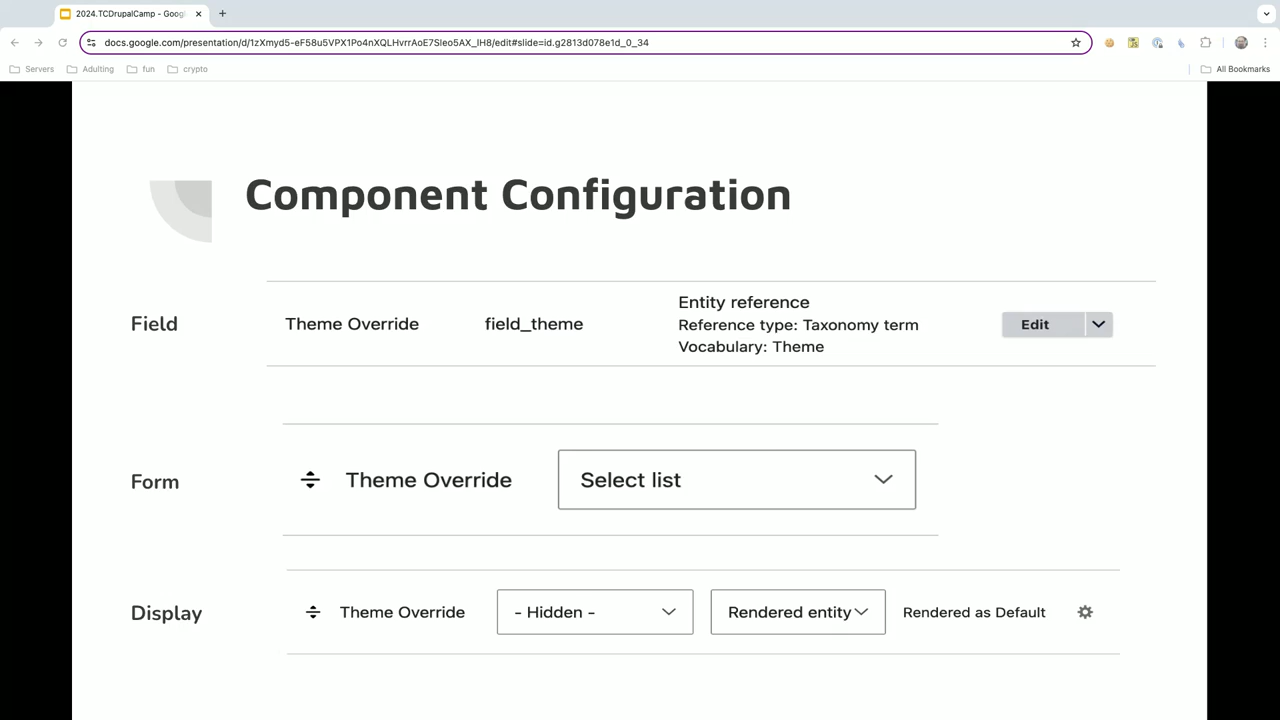 2024.TCDrupalCamp - Goog
docs.google.com/presentation/d/1zXmyd5-eF58u5VPX1Po4nXQLHvrrAoE7Sleo5AX_lH8/edit#slide=id.g2813d078e1d_0_34
Servers Adulting fun crypto All Bookmarks
Component Configuration
Field Theme Override field_theme Entity reference
Reference type: Taxonomy term
Vocabulary: Theme
Edit
Form Theme Override Select list
Display Theme Override - Hidden - Rendered entity Rendered as Default